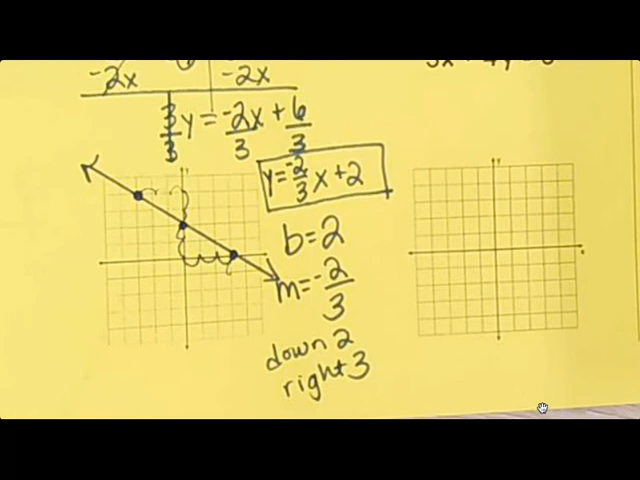 -2x -2x
3/3 y = -2x/3 + 6/3
y = -2/3 x + 2
b = 2
m = -2/3
down 2
right 3